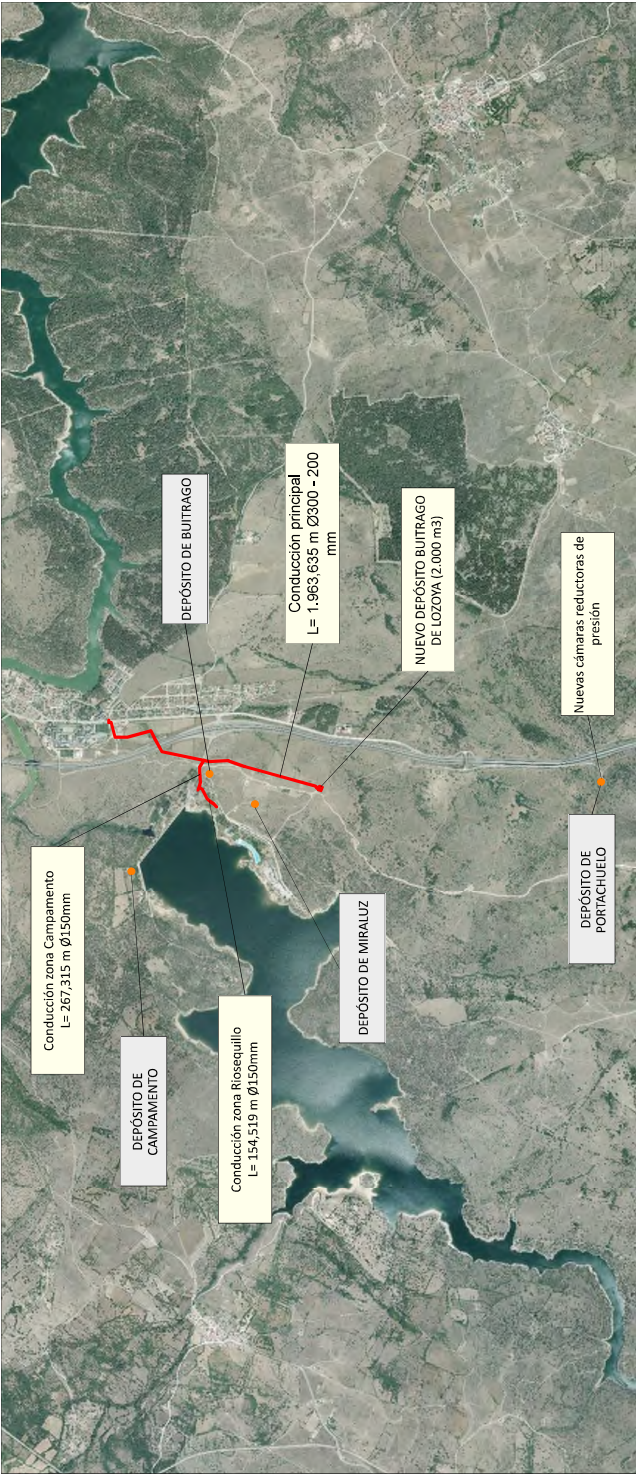 Conducción zona Campamento
L= 267,315 m Ø150mm
DEPÓSITO DE
CAMPAMENTO
DEPÓSITO DE BUITRAGO
Conducción zona Riosequillo
L= 154,519 m Ø150mm
Conducción principal
L= 1.963,635 m Ø300 - 200
mm
DEPÓSITO DE MIRALUZ
NUEVO DEPÓSITO BUITRAGO
DE LOZOYA (2.000 m3)
DEPÓSITO DE
PORTACHUELO
Nuevas cámaras reductoras de
presión